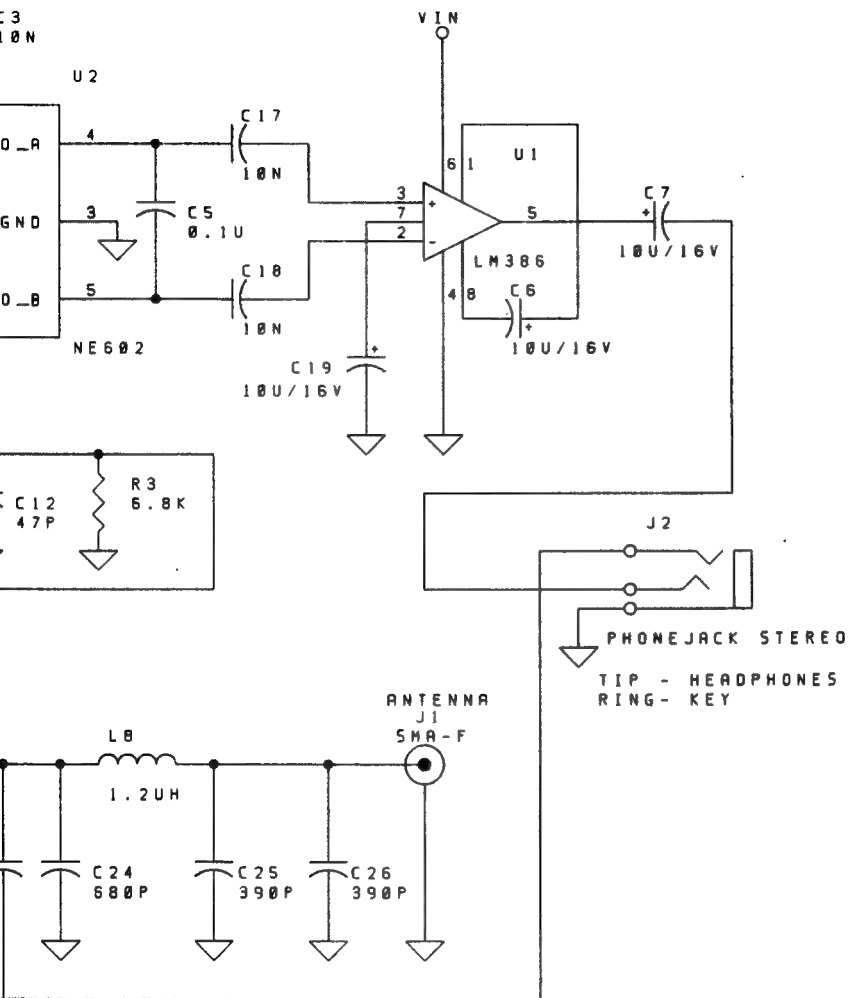 C3
10N
U2
O_A
4
GND
3
O_B
5
NE602
C17
10N
C5
0.1U
C18
10N
VIN
6 1
U1
3
+
7
2
-
5
LM386
4 8
C6
+
10U/16V
C7
+
10U/16V
C19
+
10U/16V
C12
47P
R3
6.8K
J2
PHONEJACK STEREO
TIP - HEADPHONES
RING- KEY
ANTENNA
J1
SMA-F
L8
1.2UH
C24
680P
C25
390P
C26
390P